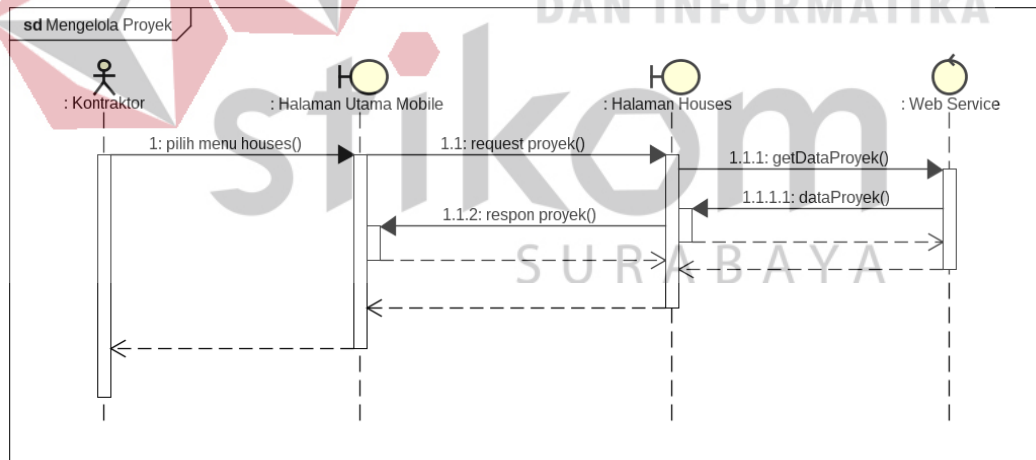 DAN INFORMATIKA
sd Mengelola Proyek
: Kontraktor
: Halaman Utama Mobile
: Halaman Houses
: Web Service
stikom
SURABAYA
1: pilih menu houses()
1.1: request proyek()
1.1.1: getDataProyek()
1.1.1.1: dataProyek()
1.1.2: respon proyek()